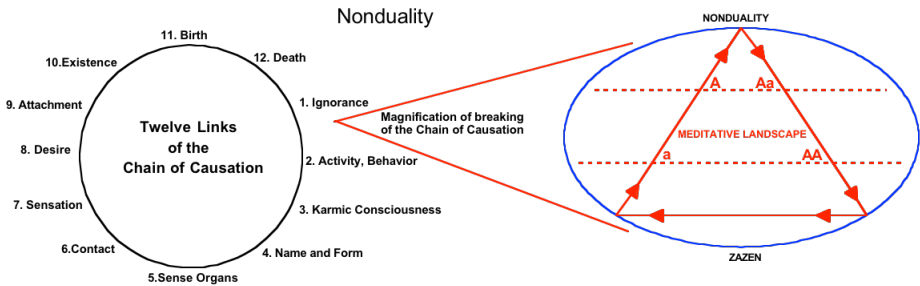 Nonduality
11. Birth
12. Death
10.Existence
1. Ignorance
9. Attachment
Twelve Links
of the
Chain of Causation
8. Desire
2. Activity, Behavior
7. Sensation
3. Karmic Consciousness
6.Contact
4. Name and Form
5.Sense Organs
Magnification of breaking
of the Chain of Causation
NONDUALITY
A
Aa
MEDITATIVE LANDSCAPE
a
AA
ZAZEN